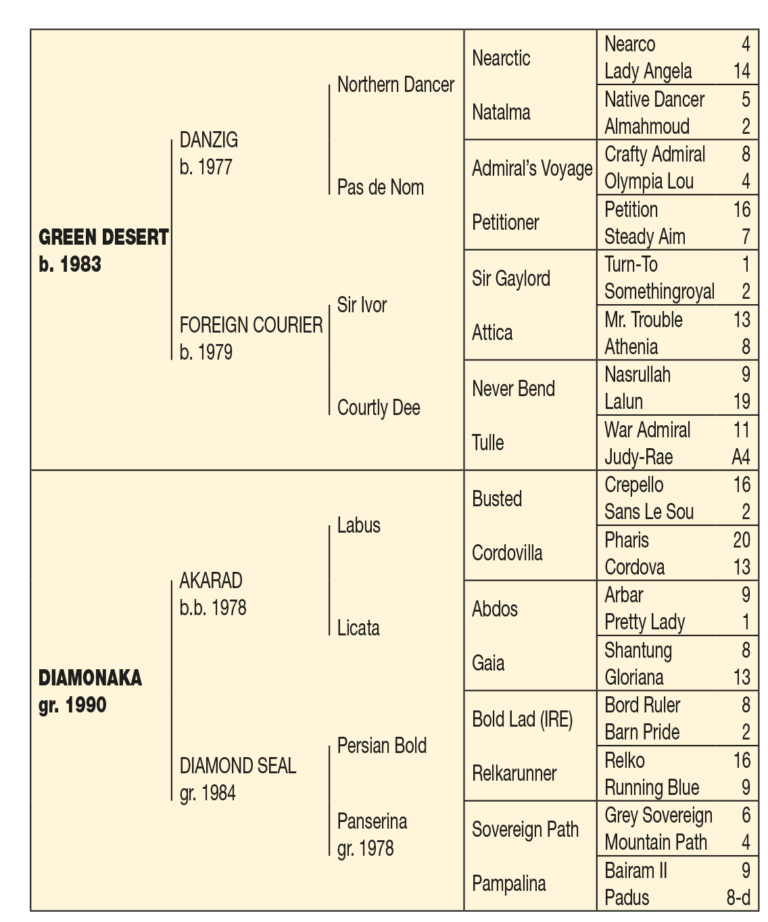 GREEN DESERT
b. 1983
DANZIG
b. 1977
FOREIGN COURIER
b. 1979
Northern Dancer
Pas de Nom
Sir Ivor
Courtly Dee
Nearctic
Natalma
Admiral's Voyage
Petitioner
Sir Gaylord
Attica
Never Bend
Tulle
Nearco 4
Lady Angela 14
Native Dancer 5
Almahmoud 2
Crafty Admiral 8
Olympia Lou 4
Petition 16
Steady Aim 7
Turn-To 1
Somethingroyal 2
Mr. Trouble 13
Athenia 8
Nasrullah 9
Lalun 19
War Admiral 11
Judy-Rae A4
DIAMONAKA
gr. 1990
AKARAD
b.b. 1978
DIAMOND SEAL
gr. 1984
Labus
Licata
Persian Bold
Panserina
gr. 1978
Busted
Cordovilla
Abdos
Gaia
Bold Lad (IRE)
Relkarunner
Sovereign Path
Pampalina
Crepello 16
Sans Le Sou 2
Pharis 20
Cordova 13
Arbar 9
Pretty Lady 1
Shantung 8
Gloriana 13
Bord Ruler 8
Barn Pride 2
Relko 16
Running Blue 9
Grey Sovereign 6
Mountain Path 4
Bairam II 9
Padus 8-d